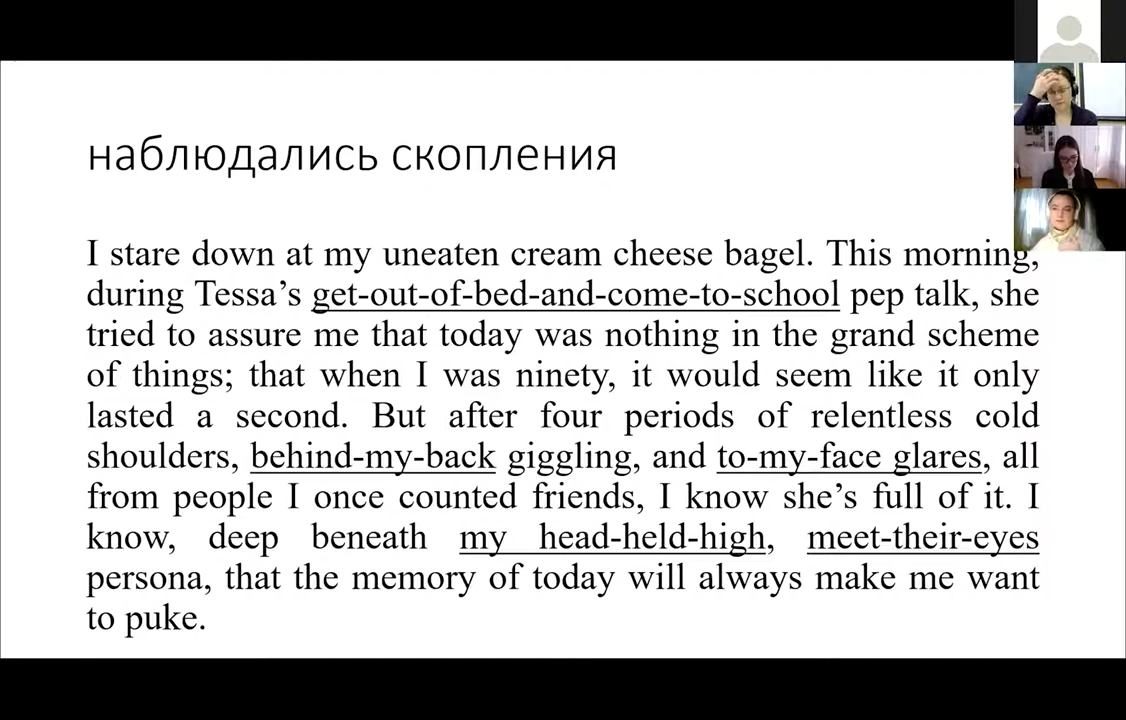 наблюдались скопления
I stare down at my uneaten cream cheese bagel. This morning,
during Tessa’s get-out-of-bed-and-come-to-school pep talk, she
tried to assure me that today was nothing in the grand scheme
of things; that when I was ninety, it would seem like it only
lasted a second. But after four periods of relentless cold
shoulders, behind-my-back giggling, and to-my-face glares, all
from people I once counted friends, I know she’s full of it. I
know, deep beneath my head-held-high, meet-their-eyes
persona, that the memory of today will always make me want
to puke.